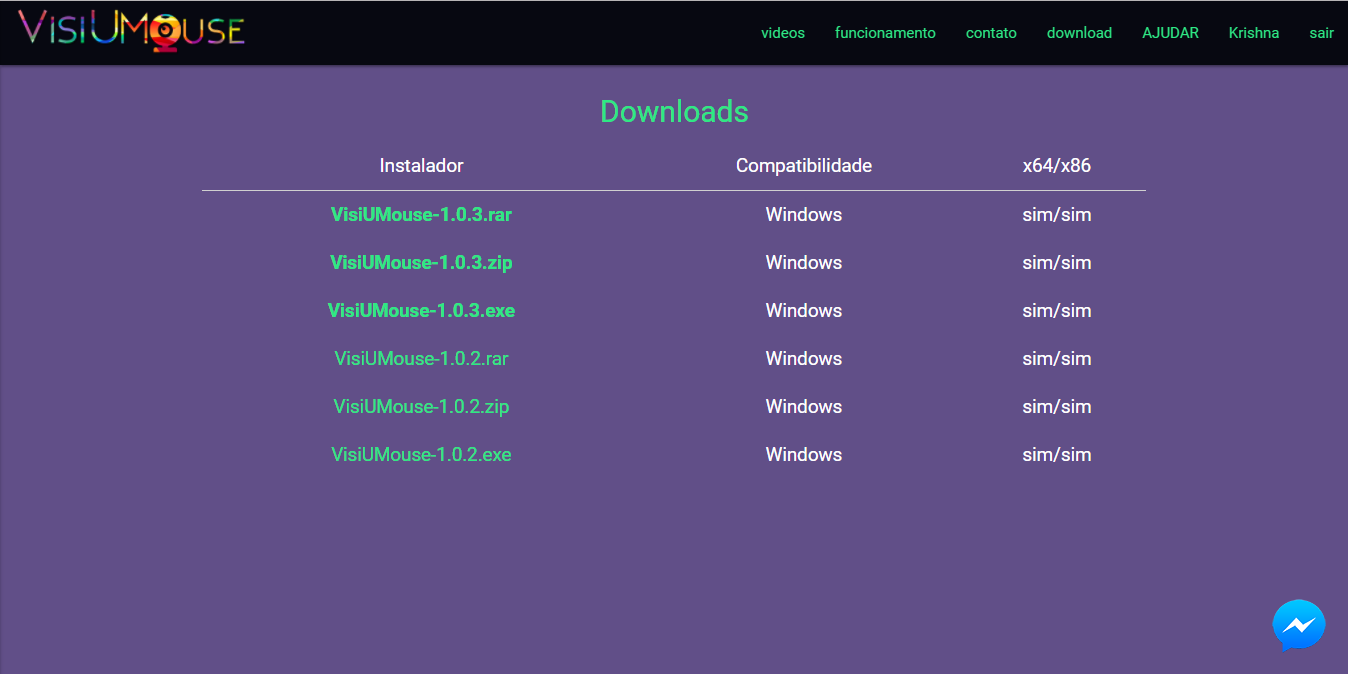 VISIUMOUSE videos funcionamento contato download AJUDAR Krishna sair
Downloads
Instalador Compatibilidade x64/x86
VisiUMouse-1.0.3.rar Windows sim/sim
VisiUMouse-1.0.3.zip Windows sim/sim
VisiUMouse-1.0.3.exe Windows sim/sim
VisiUMouse-1.0.2.rar Windows sim/sim
VisiUMouse-1.0.2.zip Windows sim/sim
VisiUMouse-1.0.2.exe Windows sim/sim